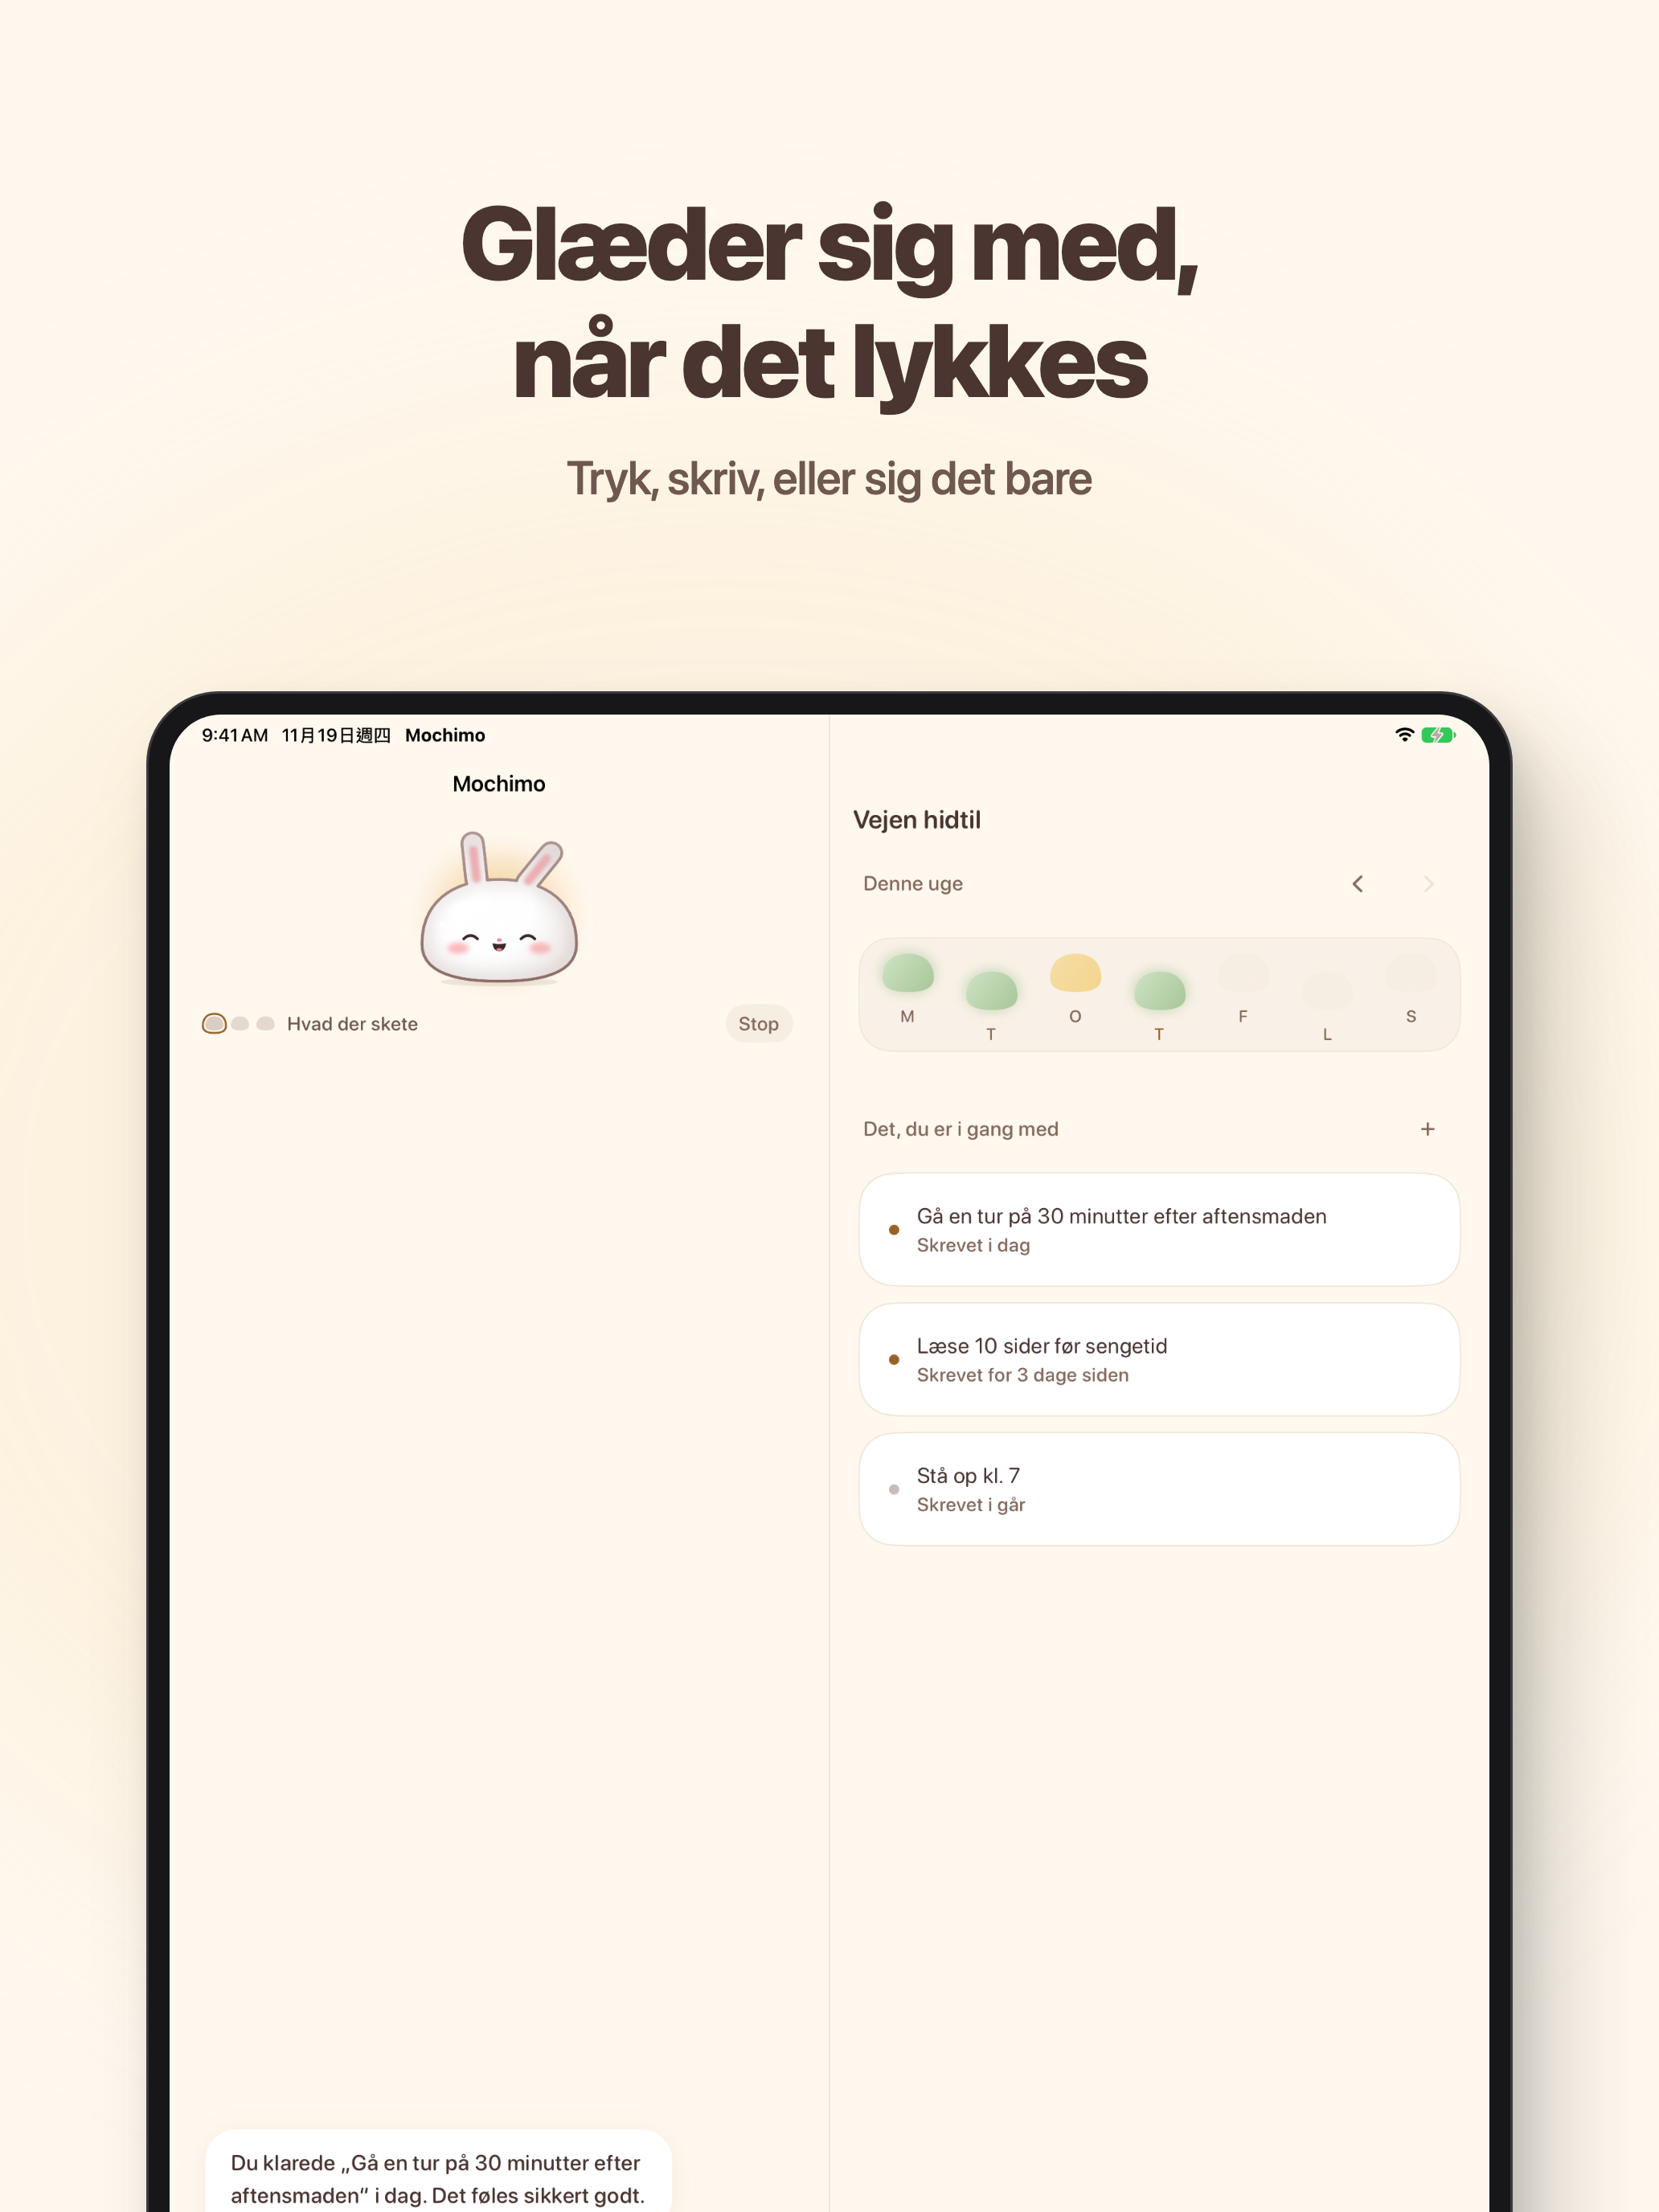 Glæder sig med,
når det lykkes
Tryk, skriv, eller sig det bare
9:41 AM 11月19日週四 Mochimo
Mochimo
Hvad der skete
Stop
Du klarede „Gå en tur på 30 minutter efter
aftensmaden“ i dag. Det føles sikkert godt.
Vejen hidtil
Denne uge
M T O T F L S
Det, du er i gang med
+
Gå en tur på 30 minutter efter aftensmaden
Skrevet i dag
Læse 10 sider før sengetid
Skrevet for 3 dage siden
Stå op kl. 7
Skrevet i går